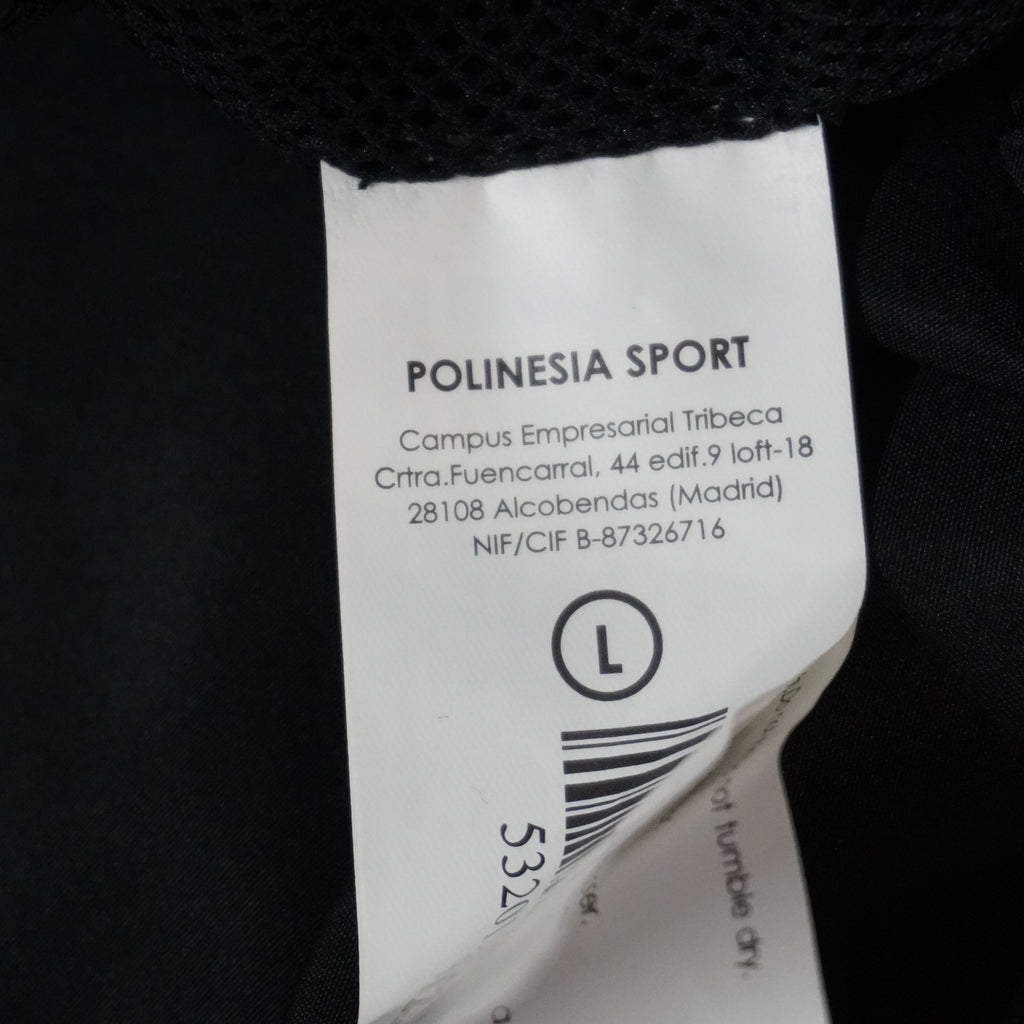 POLINESIA SPORT
Campus Empresarial Tribeca
Crtra.Fuencarral, 44 edif.9 loft-18
28108 Alcobendas (Madrid)
NIF/CIF B-87326716
L
5320
tumble dry.